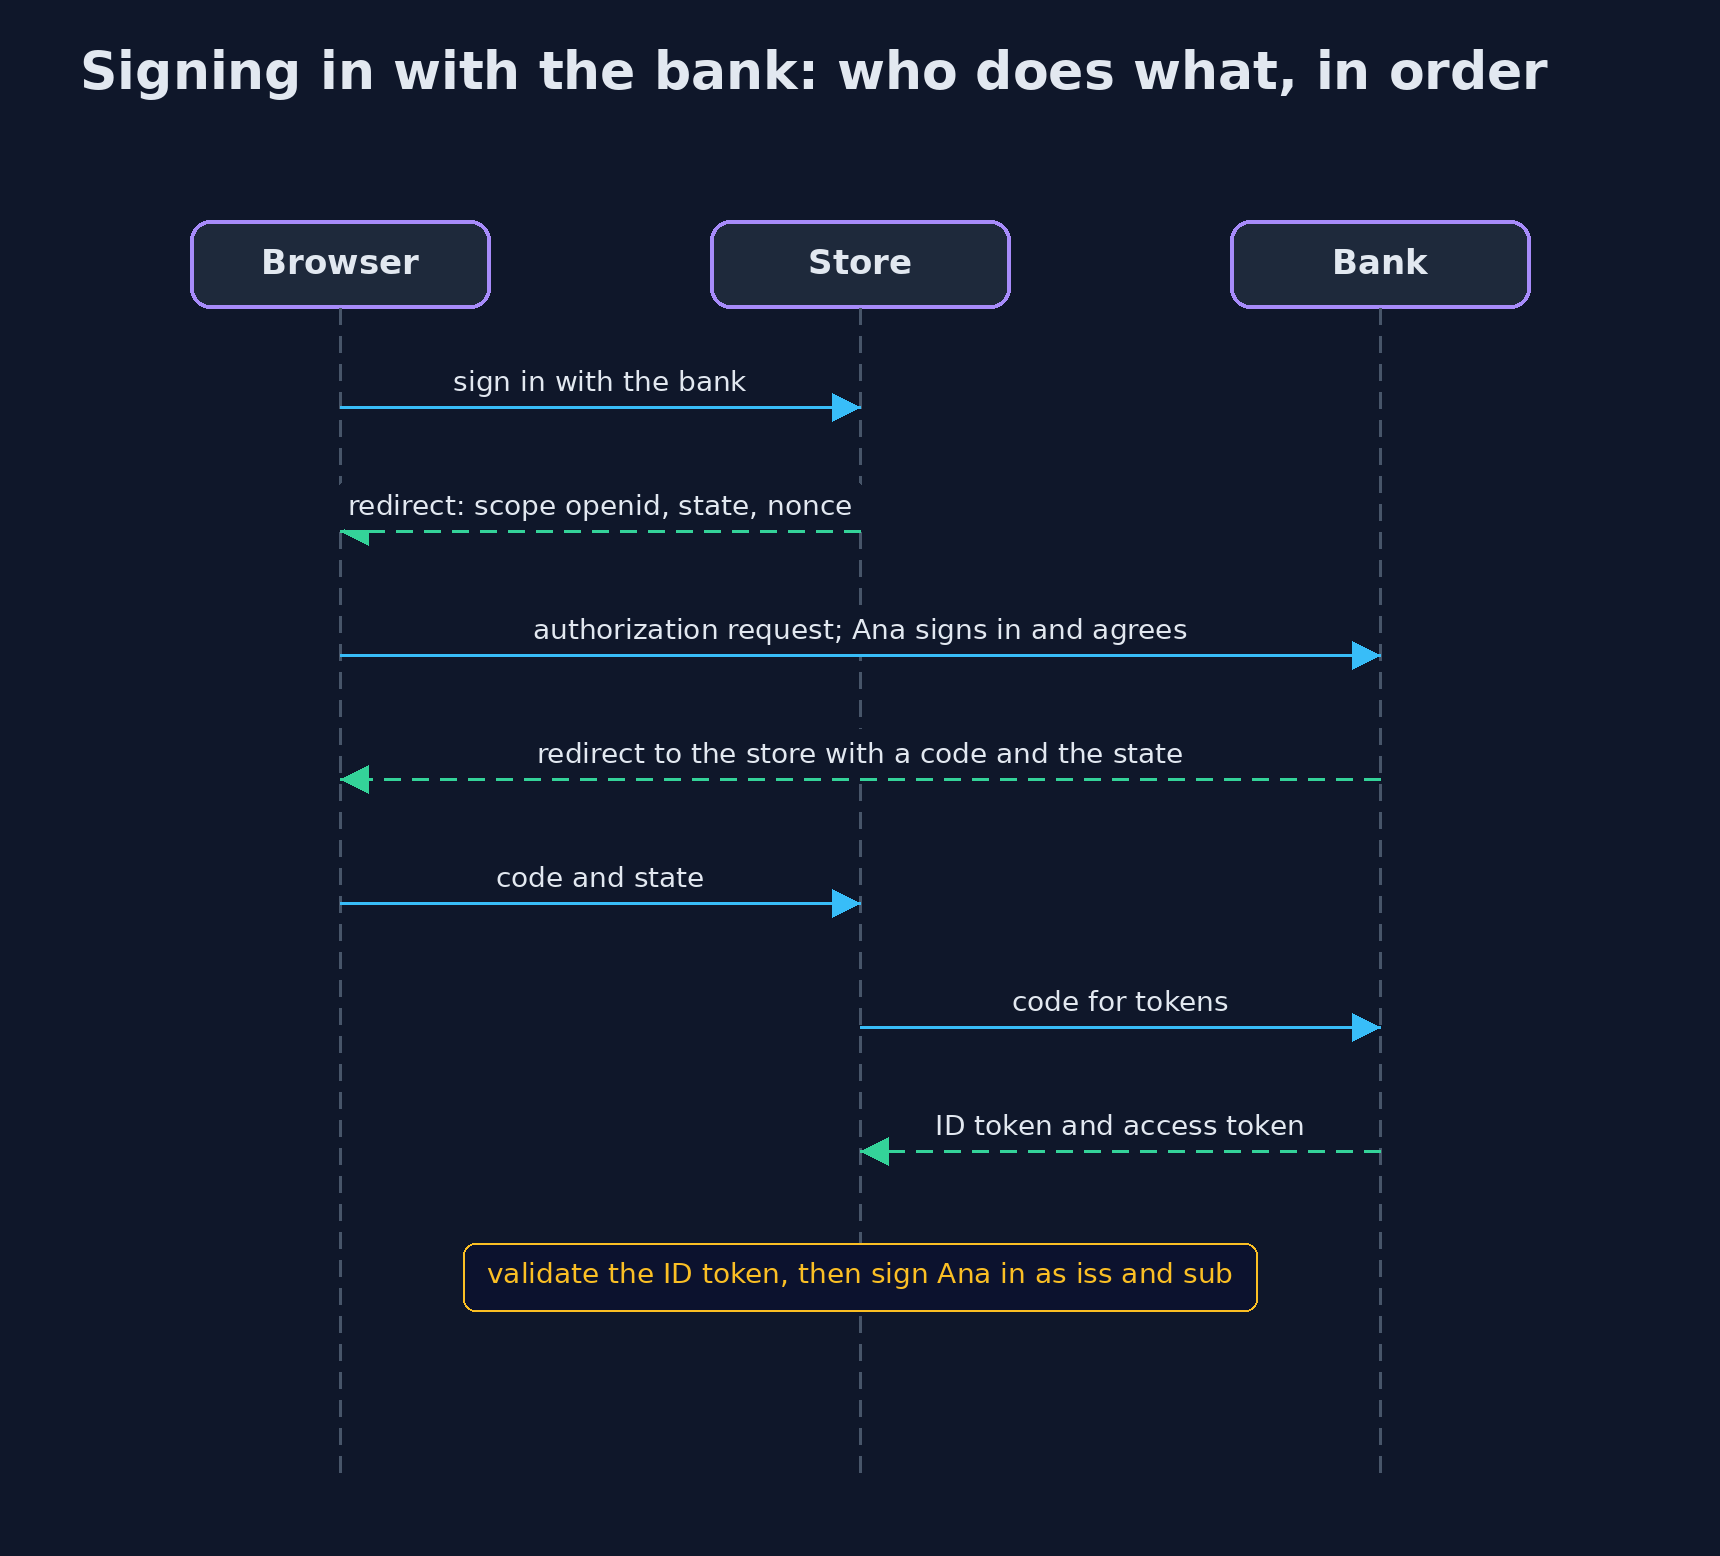 Signing in with the bank: who does what, in order
Browser
Store
Bank
sign in with the bank
redirect: scope openid, state, nonce
authorization request; Ana signs in and agrees
redirect to the store with a code and the state
code and state
code for tokens
ID token and access token
validate the ID token, then sign Ana in as iss and sub